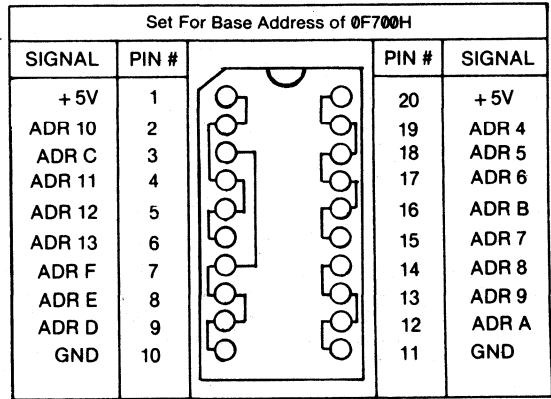 Set For Base Address of 0F700H
SIGNAL PIN # PIN # SIGNAL
+5V 1 20 +5V
ADR 10 2 19 ADR 4
ADR C 3 18 ADR 5
ADR 11 4 17 ADR 6
ADR 12 5 16 ADR B
ADR 13 6 15 ADR 7
ADR F 7 14 ADR 8
ADR E 8 13 ADR 9
ADR D 9 12 ADR A
GND 10 11 GND